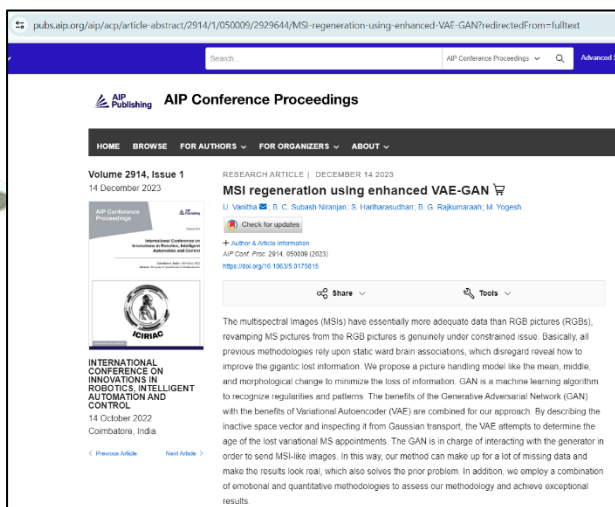 pubs.aip.org/aip/acp/article-abstract/2914/1/050009/2929644/MSI-regeneration-using-enhanced-VAE-GAN?redirectedFrom=fulltext
Search...
AIP Conference Proceedings
Advanced S
AIP Publishing
AIP Conference Proceedings
HOME BROWSE FOR AUTHORS FOR ORGANIZERS ABOUT
Volume 2914, Issue 1
14 December 2023
AIP Conference
Proceedings
International Conference on
Innovations in Robotics, Intelligent
Automation and Control
ICIRIAC
INTERNATIONAL
CONFERENCE ON
INNOVATIONS IN
ROBOTICS, INTELLIGENT
AUTOMATION AND
CONTROL
14 October 2022
Coimbatore, India
Previous Article Next Article
RESEARCH ARTICLE | DECEMBER 14 2023
MSI regeneration using enhanced VAE-GAN
U. Vanitha; B. C. Subash Niranjan; S. Hariharasudhan; B. G. Rajkumaraah; M. Yogesh
Check for updates
+ Author & Article Information
AIP Conf. Proc. 2914, 050009 (2023)
https://doi.org/10.1063/5.0175815
Share Tools
The multispectral Images (MSIs) have essentially more adequate data than RGB pictures (RGBs),
revamping MS pictures from the RGB pictures is genuinely under constrained issue. Basically, all
previous methodologies rely upon static ward brain associations, which disregard reveal how to
improve the gigantic lost information. We propose a picture handling model like the mean, middle,
and morphological change to minimize the loss of information. GAN is a machine learning algorithm
to recognize regularities and patterns. The benefits of the Generative Adversarial Network (GAN)
with the benefits of Variational Autoencoder (VAE) are combined for our approach. By describing the
inactive space vector and inspecting it from Gaussian transport, the VAE attempts to determine the
age of the lost variational MS appointments. The GAN is in charge of interacting with the generator in
order to send MSI-like images. In this way, our method can make up for a lot of missing data and
make the results look real, which also solves the prior problem. In addition, we employ a combination
of emotional and quantitative methodologies to assess our methodology and achieve exceptional
results.